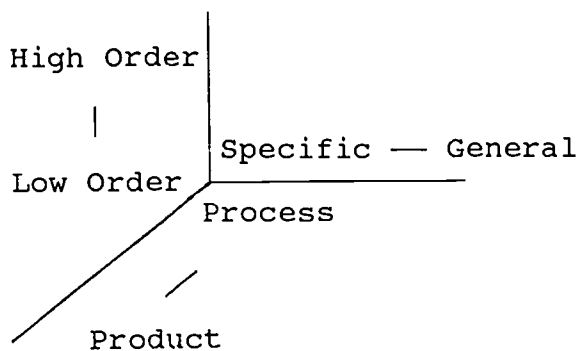 High Order
|
Low Order
Specific — General
Process
Product